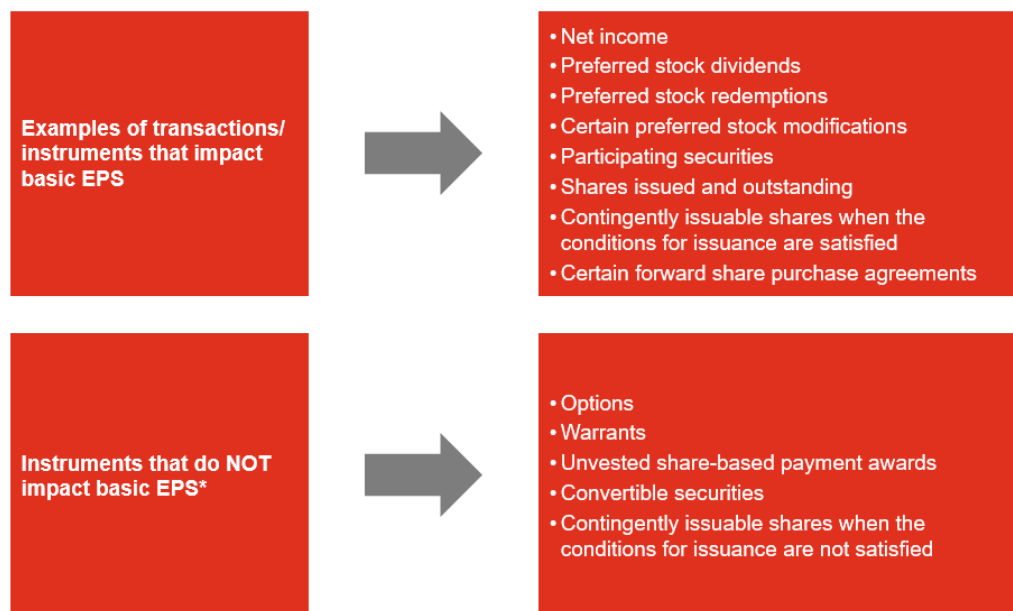 Examples of transactions/
instruments that impact
basic EPS
• Net income
• Preferred stock dividends
• Preferred stock redemptions
• Certain preferred stock modifications
• Participating securities
• Shares issued and outstanding
• Contingently issuable shares when the
conditions for issuance are satisfied
• Certain forward share purchase agreements
Instruments that do NOT
impact basic EPS*
• Options
• Warrants
• Unvested share-based payment awards
• Convertible securities
• Contingently issuable shares when the
conditions for issuance are not satisfied